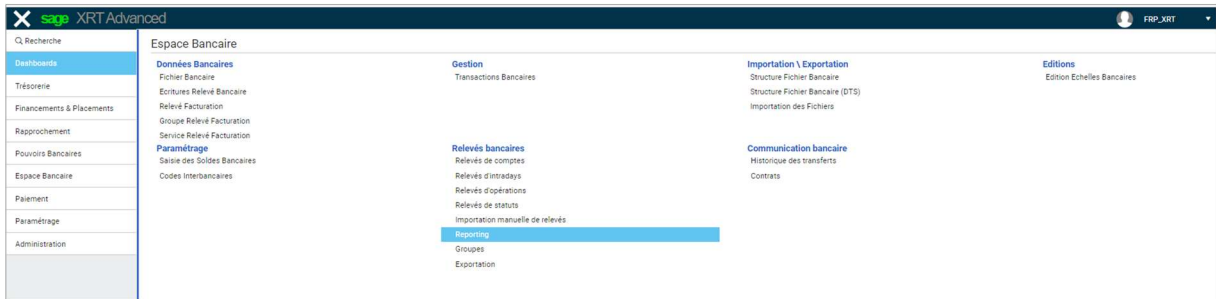 sage XRT Advanced
FRP_XRT
Recherche
Dashboards
Trésorerie
Financements & Placements
Rapprochement
Pouvoirs Bancaires
Espace Bancaire
Paiement
Paramétrage
Administration
Espace Bancaire
Données Bancaires
Fichier Bancaire
Ecritures Relevé Bancaire
Relevé Facturation
Groupe Relevé Facturation
Service Relevé Facturation
Gestion
Transactions Bancaires
Importation \ Exportation
Structure Fichier Bancaire
Structure Fichier Bancaire (DTS)
Importation des Fichiers
Editions
Edition Echelles Bancaires
Paramétrage
Saisie des Soldes Bancaires
Codes Interbancaires
Relevés bancaires
Relevés de comptes
Relevés d'intradays
Relevés d'opérations
Relevés de statuts
Importation manuelle de relevés
Reporting
Groupes
Exportation
Communication bancaire
Historique des transferts
Contrats